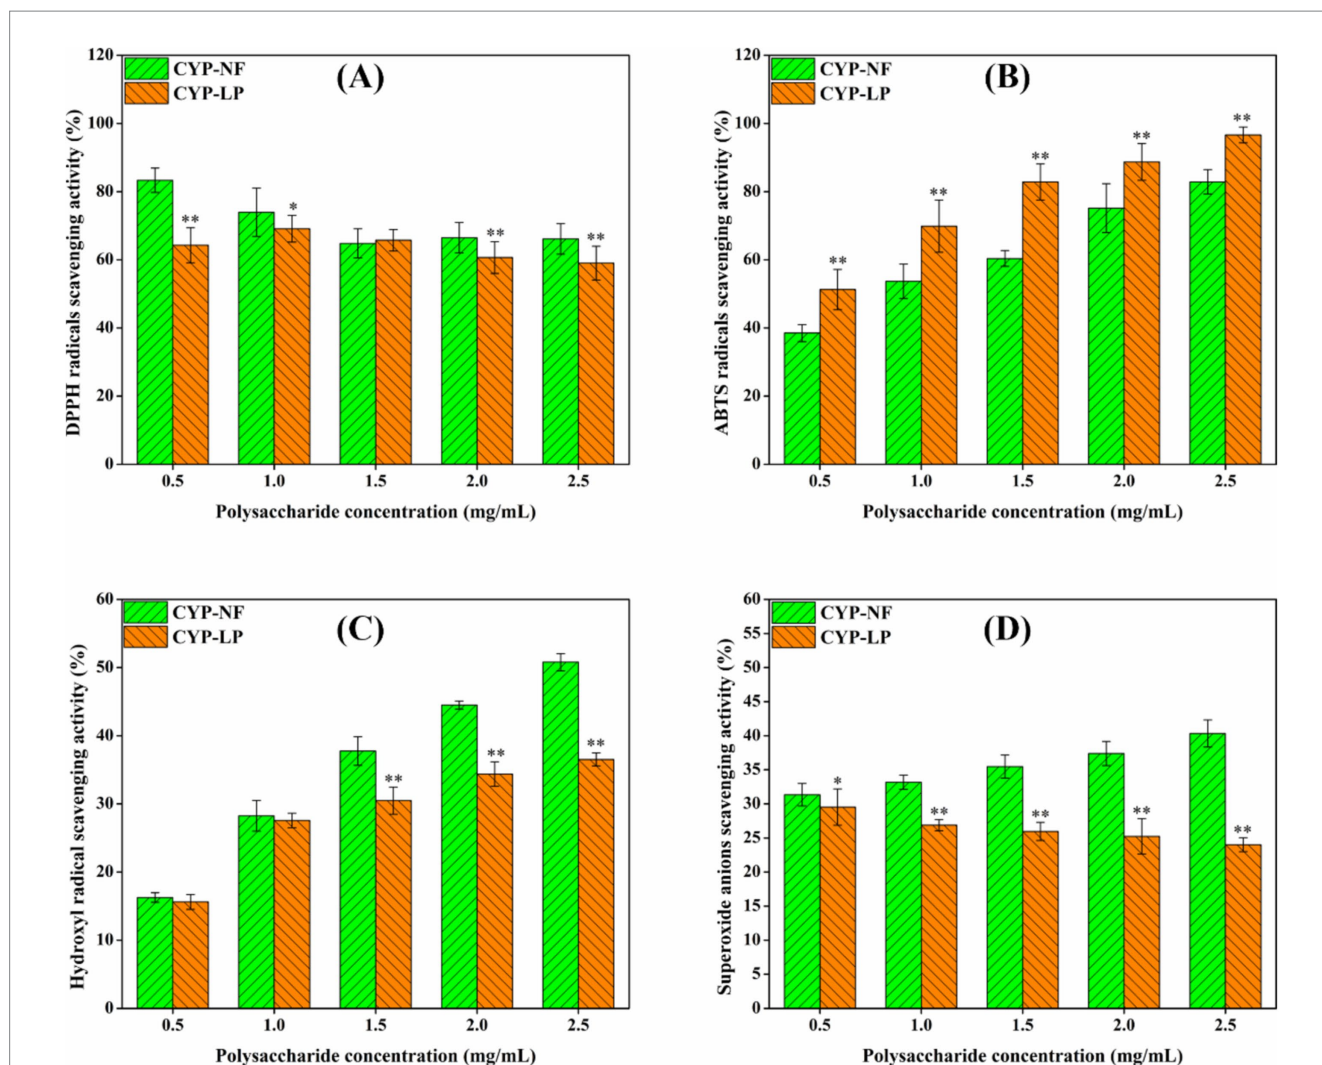 (A)
CYP-NF
CYP-LP
DPPH radicals scavenging activity (%)
120
100
80
60
40
20
0
**
*
**
**
0.5 1.0 1.5 2.0 2.5
Polysaccharide concentration (mg/mL)
(B)
CYP-NF
CYP-LP
ABTS radicals scavenging activity (%)
120
100
80
60
40
20
0
**
**
**
**
**
0.5 1.0 1.5 2.0 2.5
Polysaccharide concentration (mg/mL)
(C)
CYP-NF
CYP-LP
Hydroxyl radical scavenging activity (%)
60
50
40
30
20
10
0
**
**
**
0.5 1.0 1.5 2.0 2.5
Polysaccharide concentration (mg/mL)
(D)
CYP-NF
CYP-LP
Superoxide anions scavenging activity (%)
60
55
50
45
40
35
30
25
20
15
10
5
0
*
**
**
**
**
0.5 1.0 1.5 2.0 2.5
Polysaccharide concentration (mg/mL)